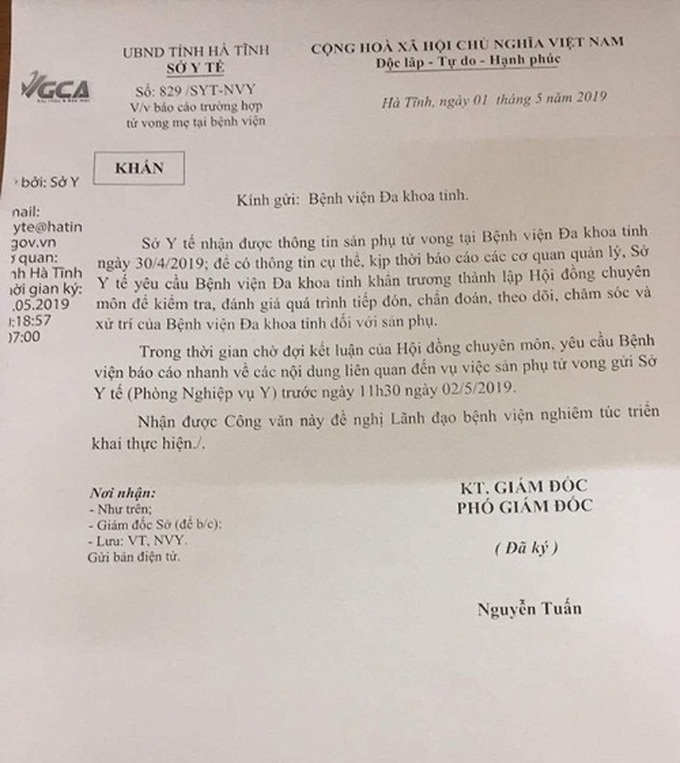 UBND TỈNH HÀ TĨNH
SỞ Y TẾ
Số: 829 /SYT-NVY
V/v báo cáo trường hợp
tử vong mẹ tại bệnh viện
CỘNG HOÀ XÃ HỘI CHỦ NGHĨA VIỆT NAM
Độc lập - Tự do - Hạnh phúc
Hà Tĩnh, ngày 01 tháng 5 năm 2019
VGCA
KHẨN
bởi: Sở Y
mail:
yte@hatin
gov.vn
quan:
nh Hà Tĩnh
gian ký:
.05.2019
:18:57
07:00
Kính gửi: Bệnh viện Đa khoa tỉnh.
Sở Y tế nhận được thông tin sản phụ tử vong tại Bệnh viện Đa khoa tỉnh
ngày 30/4/2019; để có thông tin cụ thể, kịp thời báo cáo các cơ quan quản lý, Sở
Y tế yêu cầu Bệnh viện Đa khoa tỉnh khẩn trương thành lập Hội đồng chuyên
môn để kiểm tra, đánh giá quá trình tiếp đón, chẩn đoán, theo dõi, chăm sóc và
xử trí của Bệnh viện Đa khoa tỉnh đối với sản phụ.
Trong thời gian chờ đợi kết luận của Hội đồng chuyên môn, yêu cầu Bệnh
viện báo cáo nhanh về các nội dung liên quan đến vụ việc sản phụ tử vong gửi Sở
Y tế (Phòng Nghiệp vụ Y) trước ngày 11h30 ngày 02/5/2019.
Nhận được Công văn này đề nghị Lãnh đạo bệnh viện nghiêm túc triển
khai thực hiện./.
Nơi nhận:
- Như trên;
- Giám đốc Sở (để b/c);
- Lưu: VT, NVY.
Gửi bản điện tử.
KT. GIÁM ĐỐC
PHÓ GIÁM ĐỐC
( Đã ký )
Nguyễn Tuấn